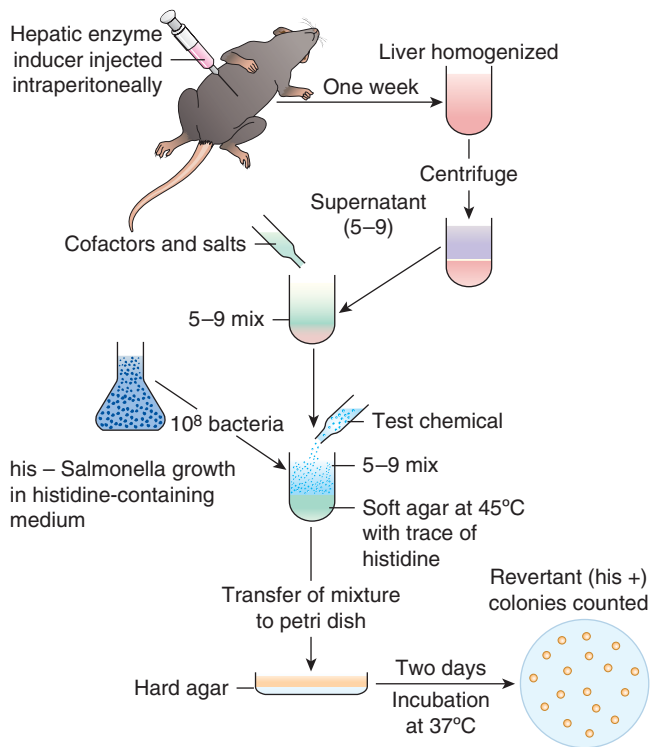 Hepatic enzyme
inducer injected
intraperitoneally
One week
Liver homogenized
Centrifuge
Supernatant
(5–9)
Cofactors and salts
5–9 mix
10⁸ bacteria
his – Salmonella growth
in histidine-containing
medium
Test chemical
5–9 mix
Soft agar at 45ºC
with trace of
histidine
Transfer of mixture
to petri dish
Hard agar
Two days
Incubation
at 37ºC
Revertant (his +)
colonies counted